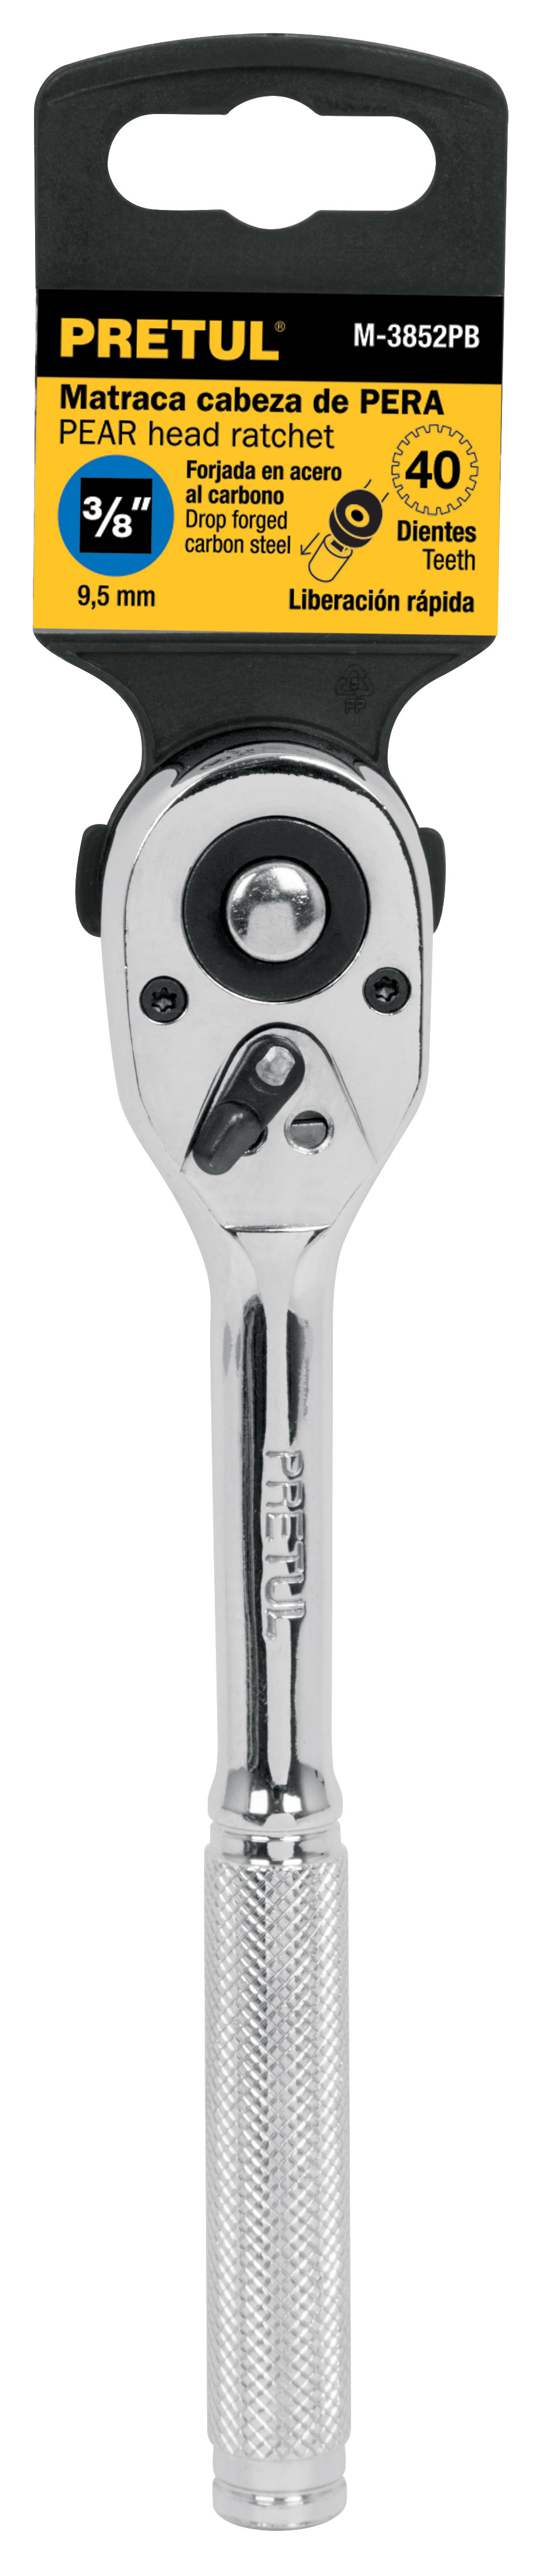 PRETUL®
M-3852PB
Matraca cabeza de PERA
PEAR head ratchet
3/8"
9,5 mm
Forjada en acero
al carbono
Drop forged
carbon steel
40
Dientes
Teeth
Liberación rápida
PP
PRETUL